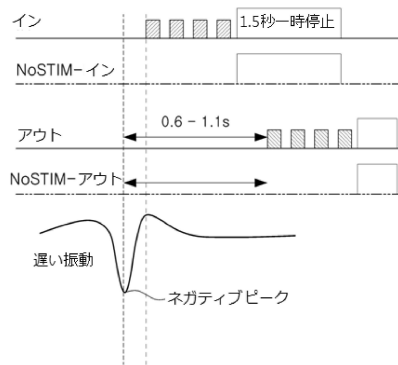 イン
1.5秒一時停止
NoSTIM-イン
0.6 - 1.1s
アウト
NoSTIM-アウト
遅い振動
ネガティブピーク